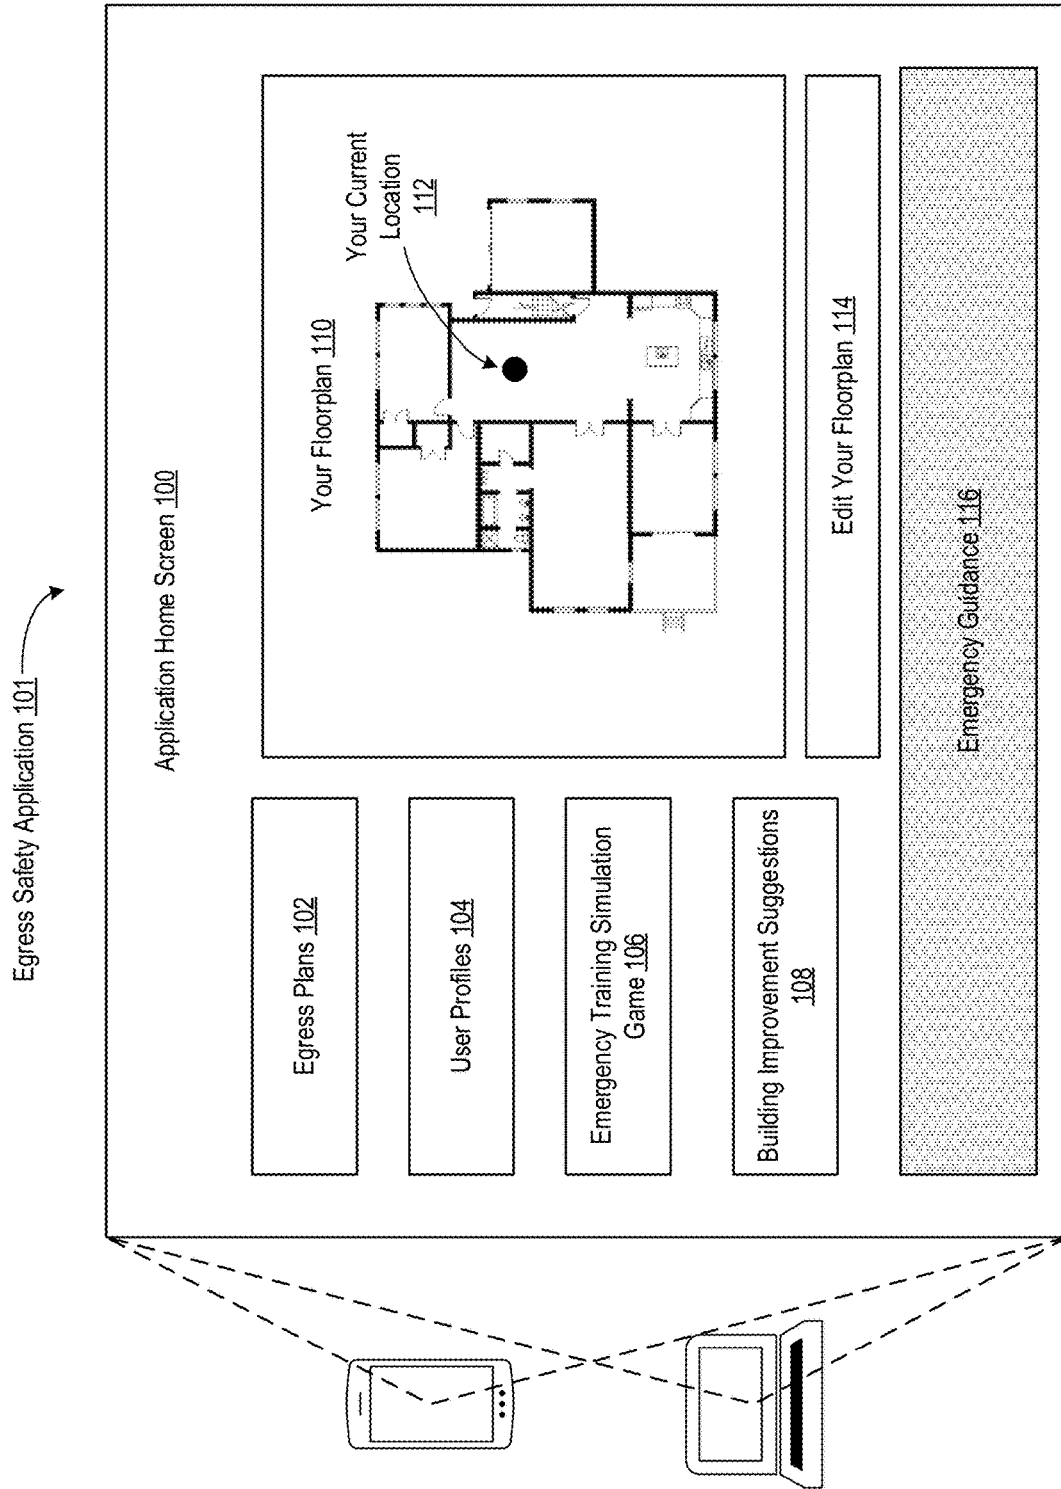 Egress Safety Application 101
Application Home Screen 100
Egress Plans 102
User Profiles 104
Emergency Training Simulation
Game 106
Building Improvement Suggestions
108
Your Floorplan 110
Your Current
Location
112
Edit Your Floorplan 114
Emergency Guidance 116